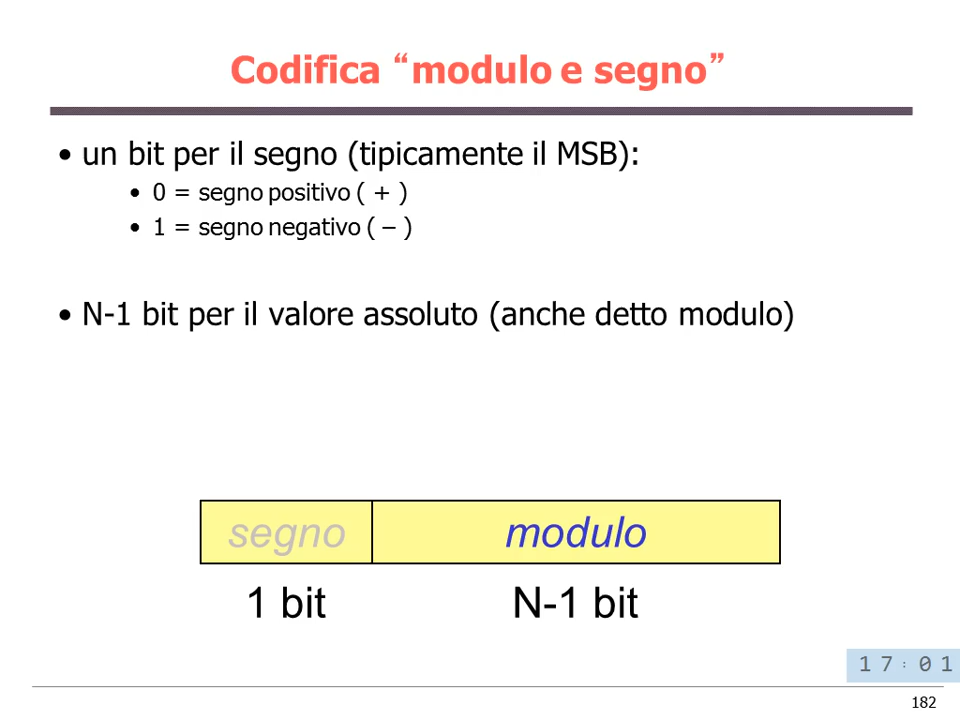 Codifica “modulo e segno”
• un bit per il segno (tipicamente il MSB):
• 0 = segno positivo ( + )
• 1 = segno negativo ( – )
• N-1 bit per il valore assoluto (anche detto modulo)
segno modulo
1 bit N-1 bit
17:01
182